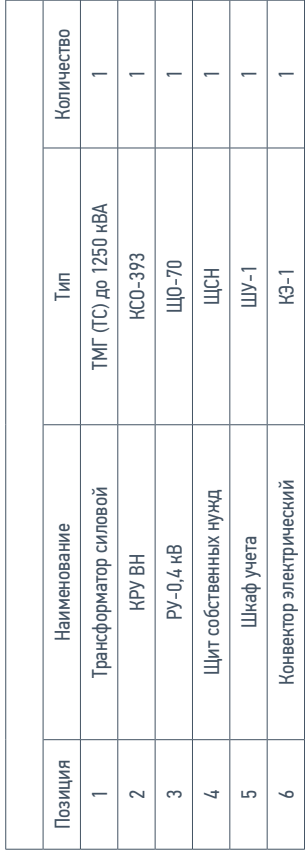 Позиция Наименование Тип Количество
1 Трансформатор силовой ТМГ (ТС) до 1250 кВА 1
2 КРУ ВН КСО-393 1
3 РУ-0,4 кВ ЩО-70 1
4 Щит собственных нужд ЩСН 1
5 Шкаф учета ШУ-1 1
6 Конвектор электрический КЭ-1 1